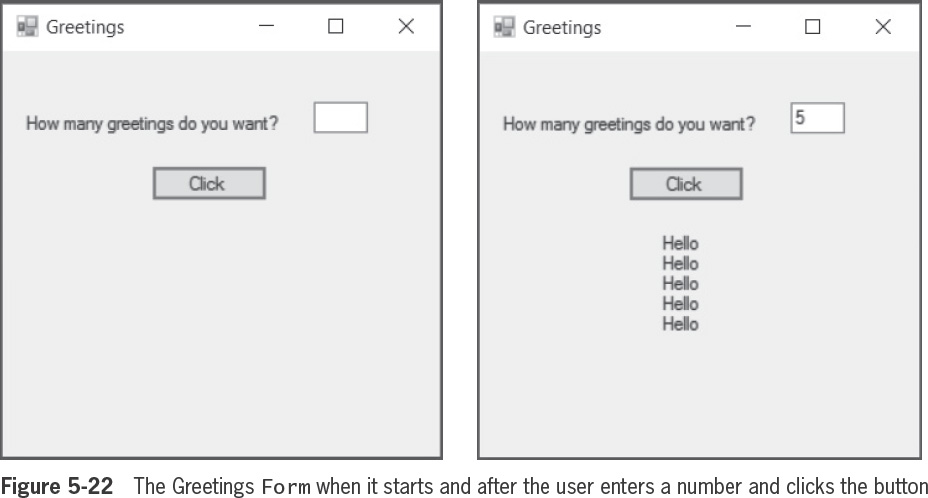 Greetings
How many greetings do you want?
Click
Greetings
How many greetings do you want? 5
Click
Hello
Hello
Hello
Hello
Hello
Figure 5-22 The Greetings Form when it starts and after the user enters a number and clicks the button